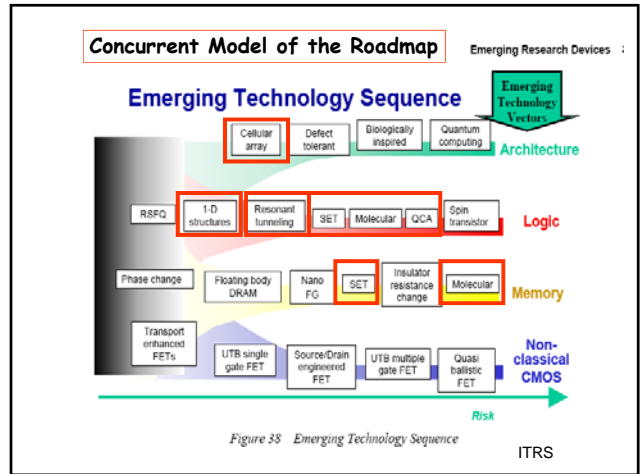 Concurrent Model of the Roadmap
Emerging Research Devices
Emerging Technology Sequence
Emerging
Technology
Vectors
Cellular
array
Defect
tolerant
Biologically
inspired
Quantum
computing
Architecture
RSFQ
1-D
structures
Resonant
tunneling
SET
Molecular
QCA
Spin
transistor
Logic
Phase change
Floating body
DRAM
Nano
FG
SET
Insulator
resistance
change
Molecular
Memory
Transport
enhanced
FETs
UTB single
gate FET
Source/Drain
engineered
FET
UTB multiple
gate FET
Quasi
ballistic
FET
Non-
classical
CMOS
Risk
Figure 38 Emerging Technology Sequence
ITRS